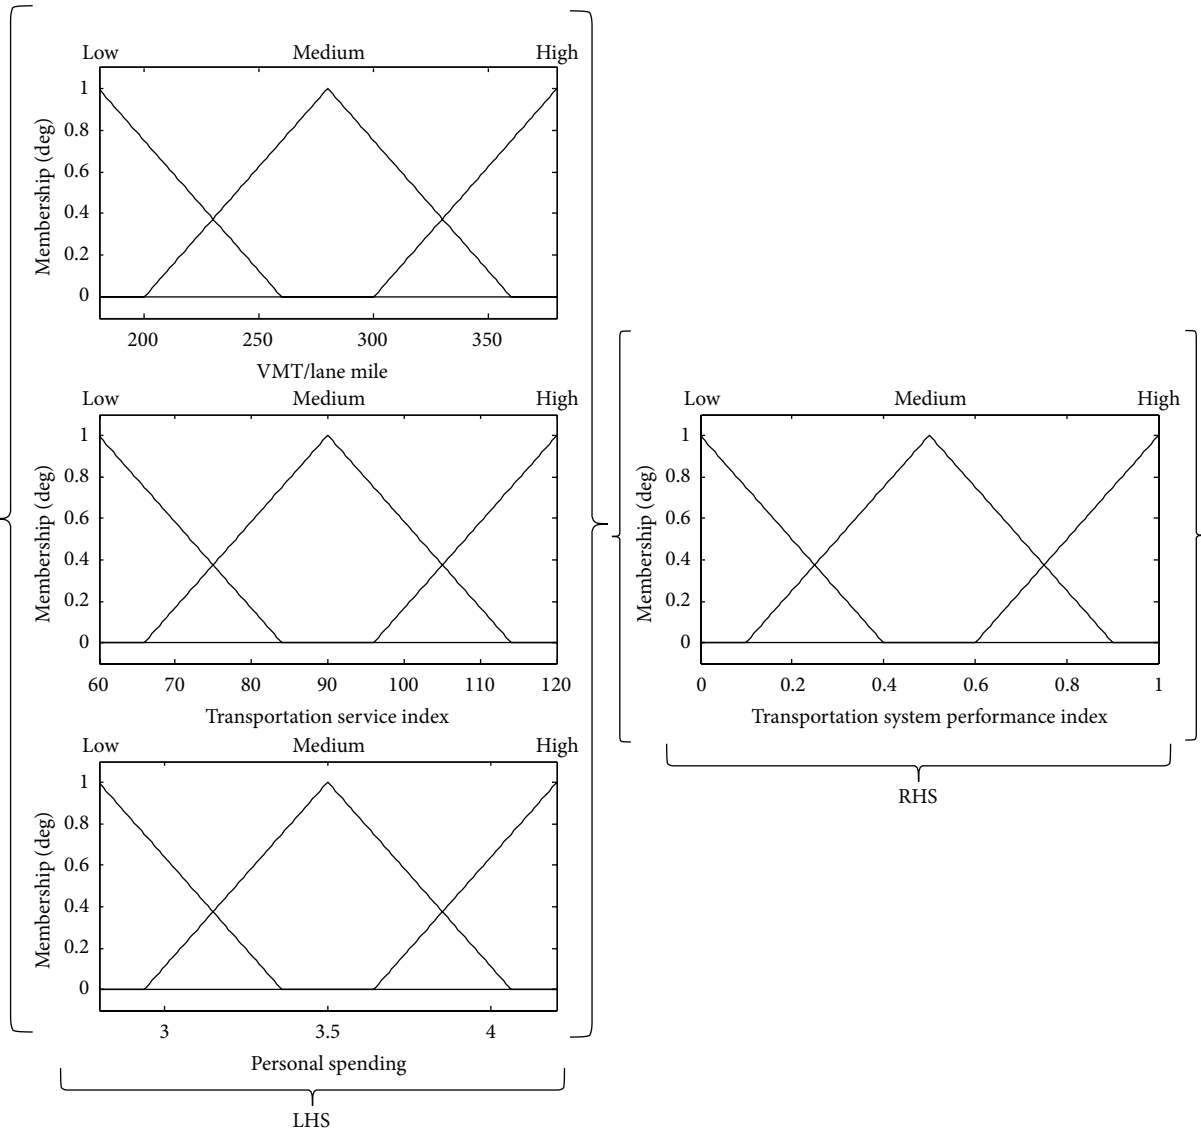 Low Medium High
Membership (deg)
1
0.8
0.6
0.4
0.2
0
200 250 300 350
VMT/lane mile
Low Medium High
Membership (deg)
1
0.8
0.6
0.4
0.2
0
60 70 80 90 100 110 120
Transportation service index
Low Medium High
Membership (deg)
1
0.8
0.6
0.4
0.2
0
3 3.5 4
Personal spending
LHS
Low Medium High
Membership (deg)
1
0.8
0.6
0.4
0.2
0
0 0.2 0.4 0.6 0.8 1
Transportation system performance index
RHS